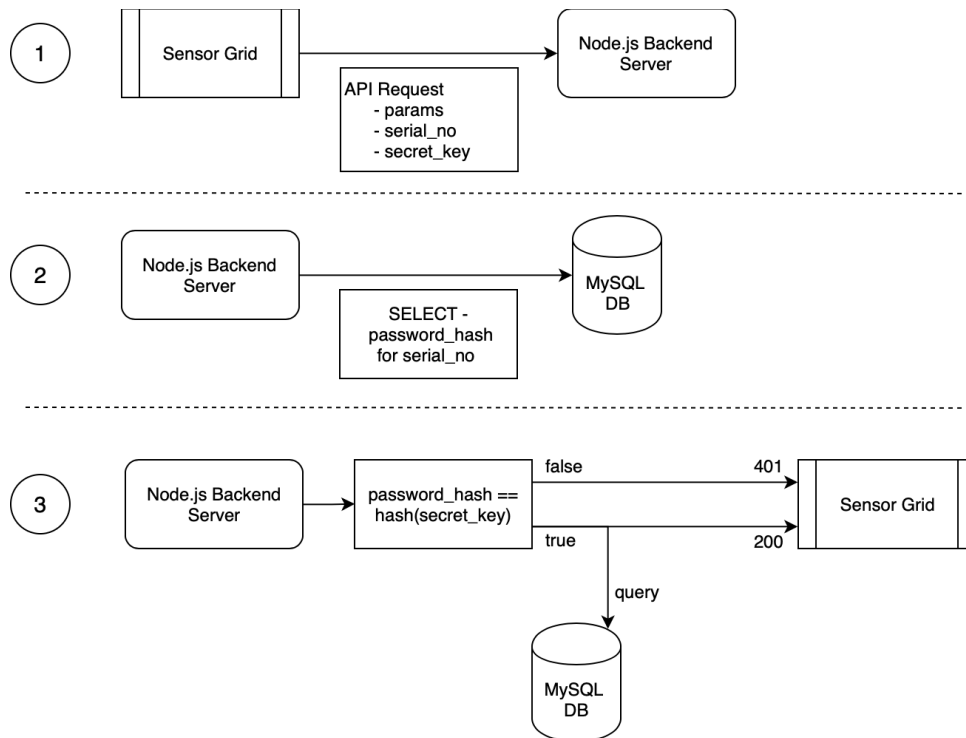 1
Sensor Grid
Node.js Backend
Server
API Request
- params
- serial_no
- secret_key
2
Node.js Backend
Server
MySQL
DB
SELECT -
password_hash
for serial_no
3
Node.js Backend
Server
password_hash ==
hash(secret_key)
false
401
true
200
Sensor Grid
query
MySQL
DB